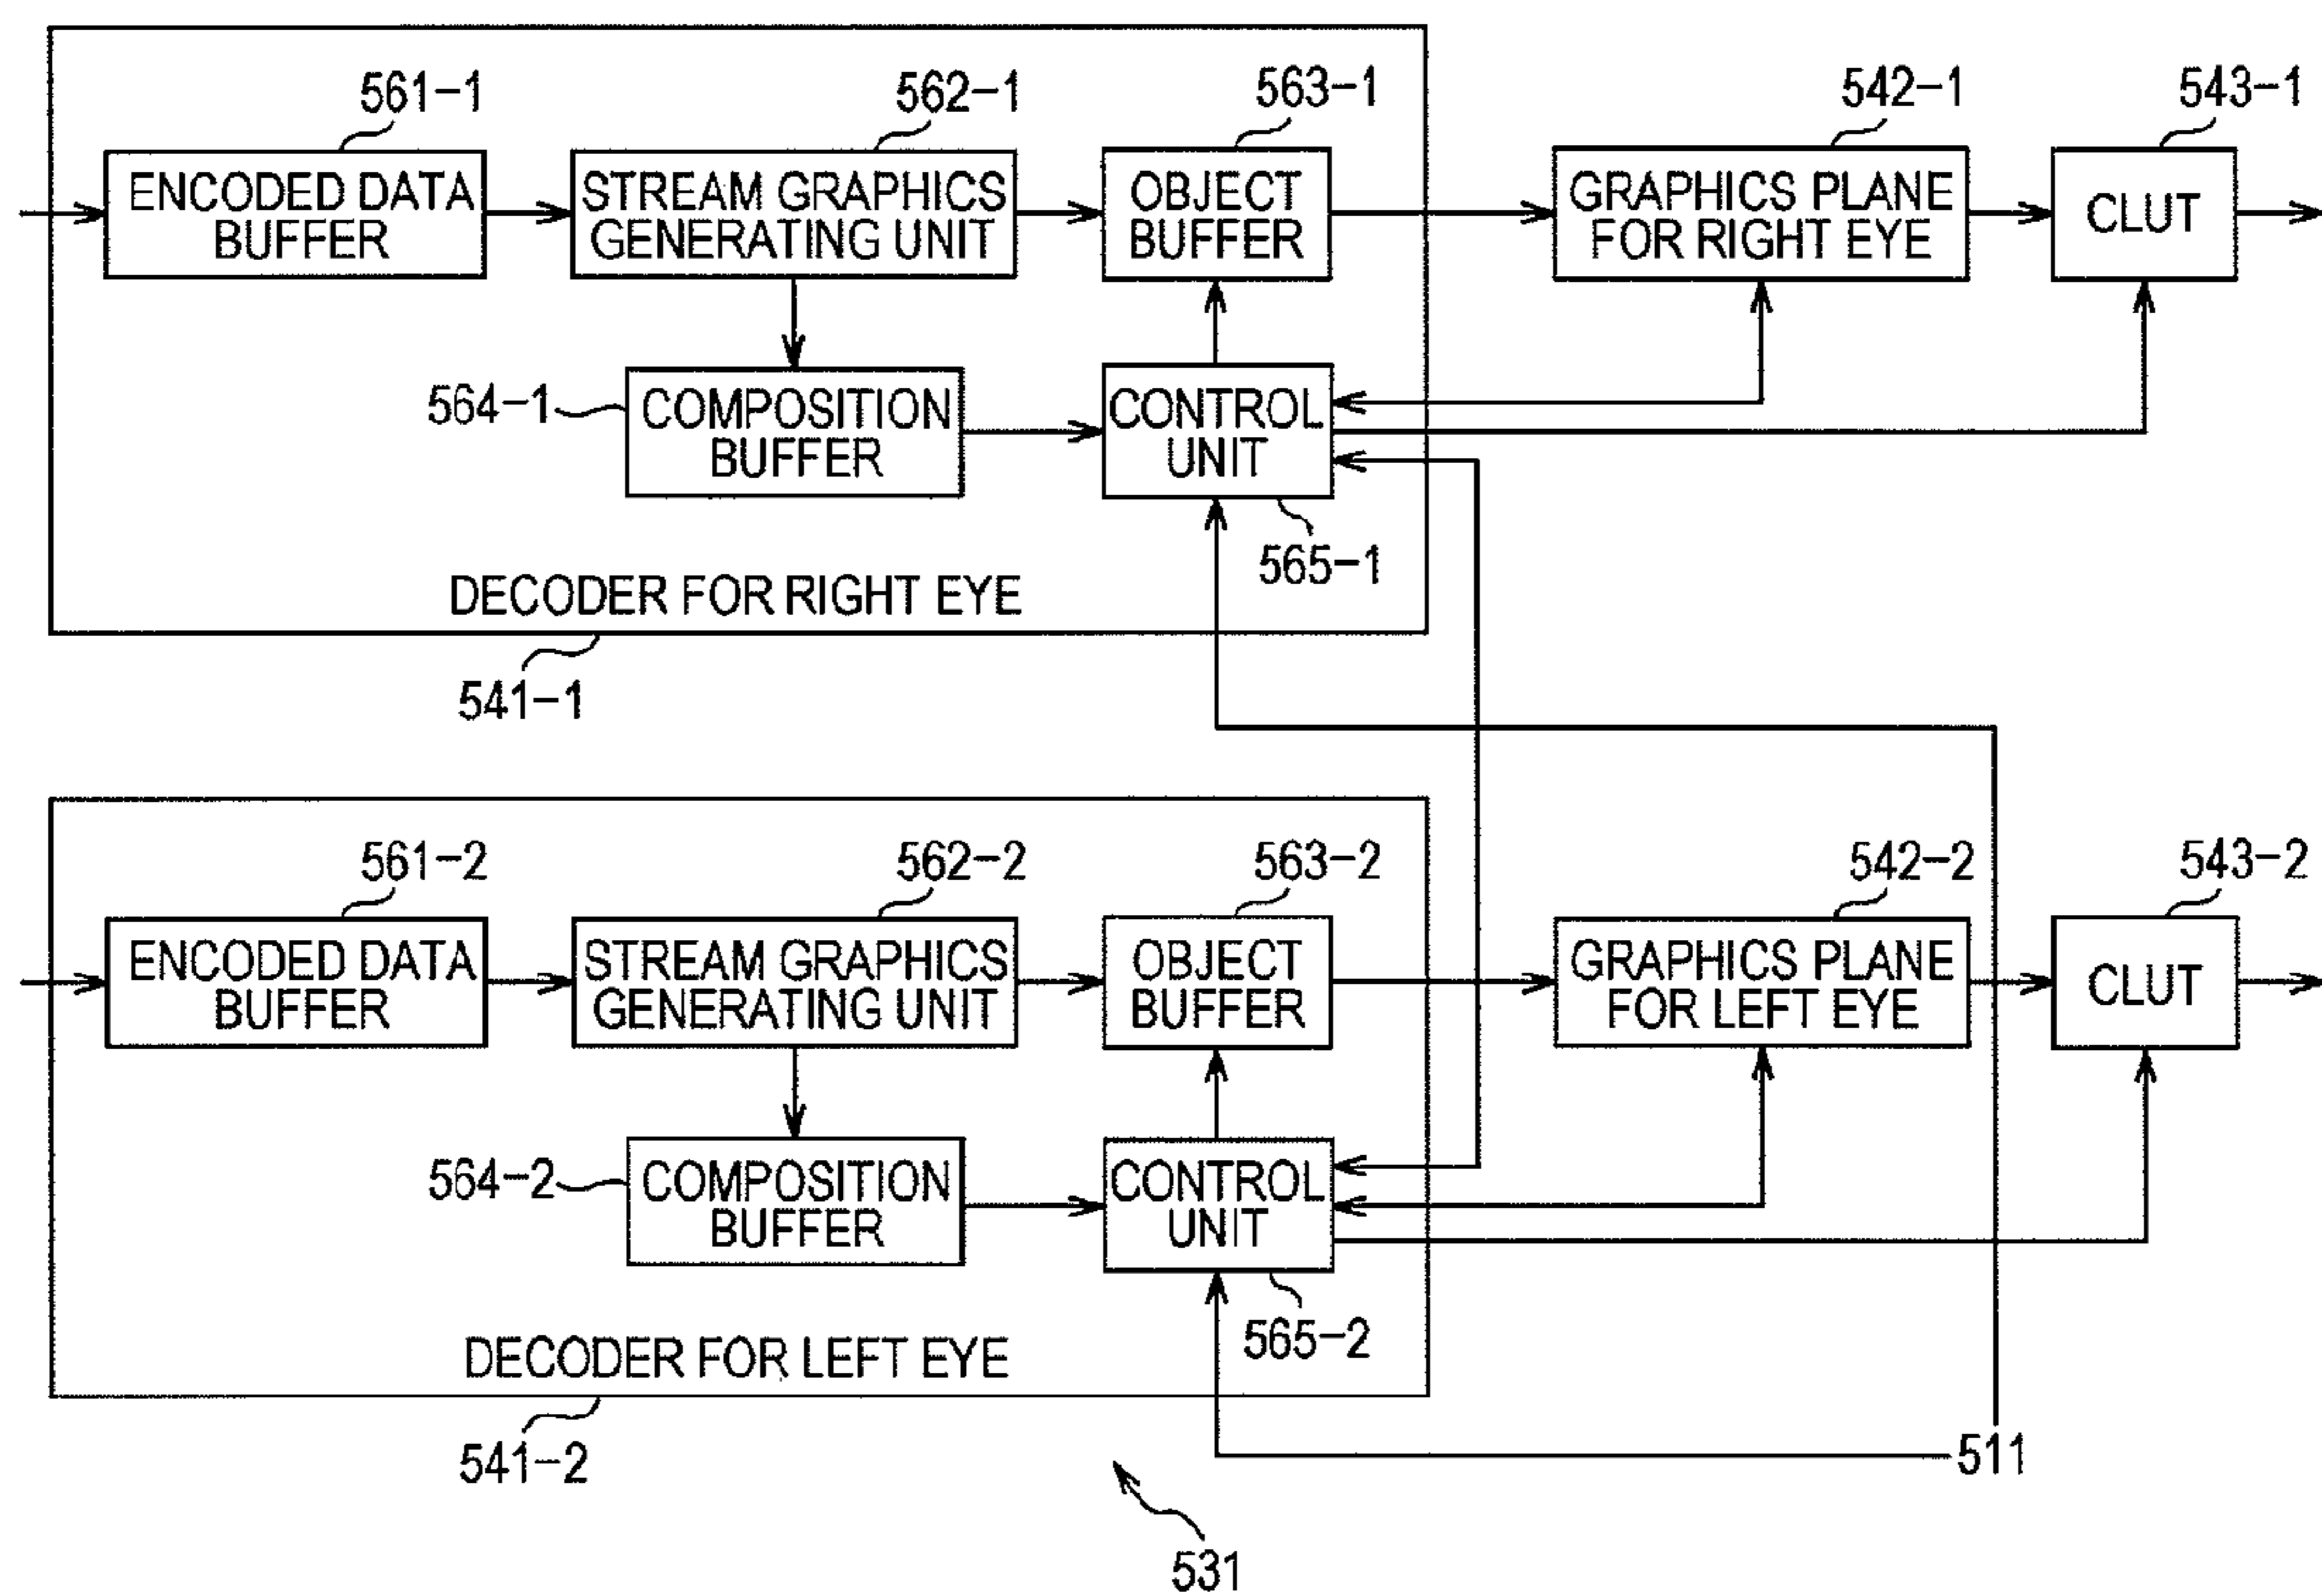 561-1
562-1
563-1
542-1
543-1
ENCODED DATA
BUFFER
STREAM GRAPHICS
GENERATING UNIT
OBJECT
BUFFER
GRAPHICS PLANE
FOR RIGHT EYE
CLUT
564-1
COMPOSITION
BUFFER
CONTROL
UNIT
565-1
DECODER FOR RIGHT EYE
541-1
561-2
562-2
563-2
542-2
543-2
ENCODED DATA
BUFFER
STREAM GRAPHICS
GENERATING UNIT
OBJECT
BUFFER
GRAPHICS PLANE
FOR LEFT EYE
CLUT
564-2
COMPOSITION
BUFFER
CONTROL
UNIT
565-2
DECODER FOR LEFT EYE
541-2
511
531